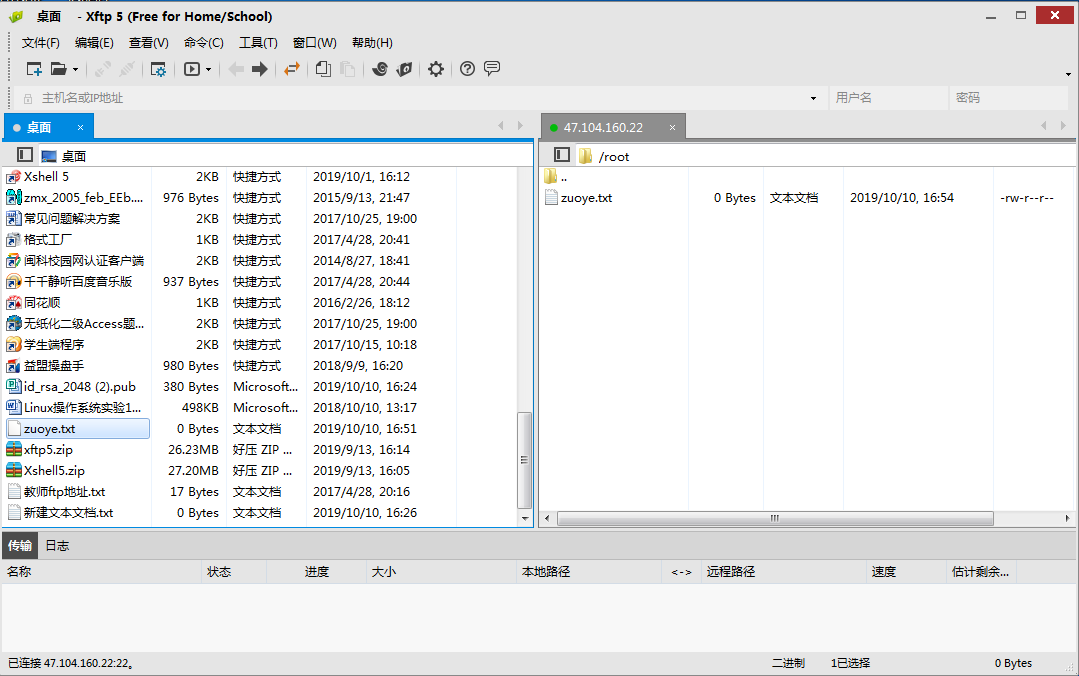 桌面 - Xftp 5 (Free for Home/School)
文件(F) 编辑(E) 查看(V) 命令(C) 工具(T) 窗口(W) 帮助(H)
主机名或IP地址 用户名 密码
桌面 × 47.104.160.22 ×
桌面 /root
Xshell 5 2KB 快捷方式 2019/10/1, 16:12 ..
zmx_2005_feb_EEb.... 976 Bytes 快捷方式 2015/9/13, 21:47 zuoye.txt 0 Bytes 文本文档 2019/10/10, 16:54 -rw-r--r--
常见问题解决方案 2KB 快捷方式 2017/10/25, 19:00
格式工厂 1KB 快捷方式 2017/4/28, 20:41
闽科校园网认证客户端 2KB 快捷方式 2014/8/27, 18:41
千千静听百度音乐版 937 Bytes 快捷方式 2017/4/28, 20:44
同花顺 1KB 快捷方式 2016/2/26, 18:12
无纸化二级Access题... 2KB 快捷方式 2017/10/25, 19:00
学生端程序 2KB 快捷方式 2017/10/15, 10:18
益盟操盘手 980 Bytes 快捷方式 2018/9/9, 16:20
id_rsa_2048 (2).pub 380 Bytes Microsoft... 2019/10/10, 16:24
Linux操作系统实验1... 498KB Microsoft... 2018/10/10, 13:17
zuoye.txt 0 Bytes 文本文档 2019/10/10, 16:51
xftp5.zip 26.23MB 好压 ZIP ... 2019/9/13, 16:14
Xshell5.zip 27.20MB 好压 ZIP ... 2019/9/13, 16:05
教师ftp地址.txt 17 Bytes 文本文档 2017/4/28, 20:16
新建文本文档.txt 0 Bytes 文本文档 2019/10/10, 16:26
传输 日志
名称 状态 进度 大小 本地路径 <-> 远程路径 速度 估计剩余...
已连接 47.104.160.22:22。 二进制 1已选择 0 Bytes